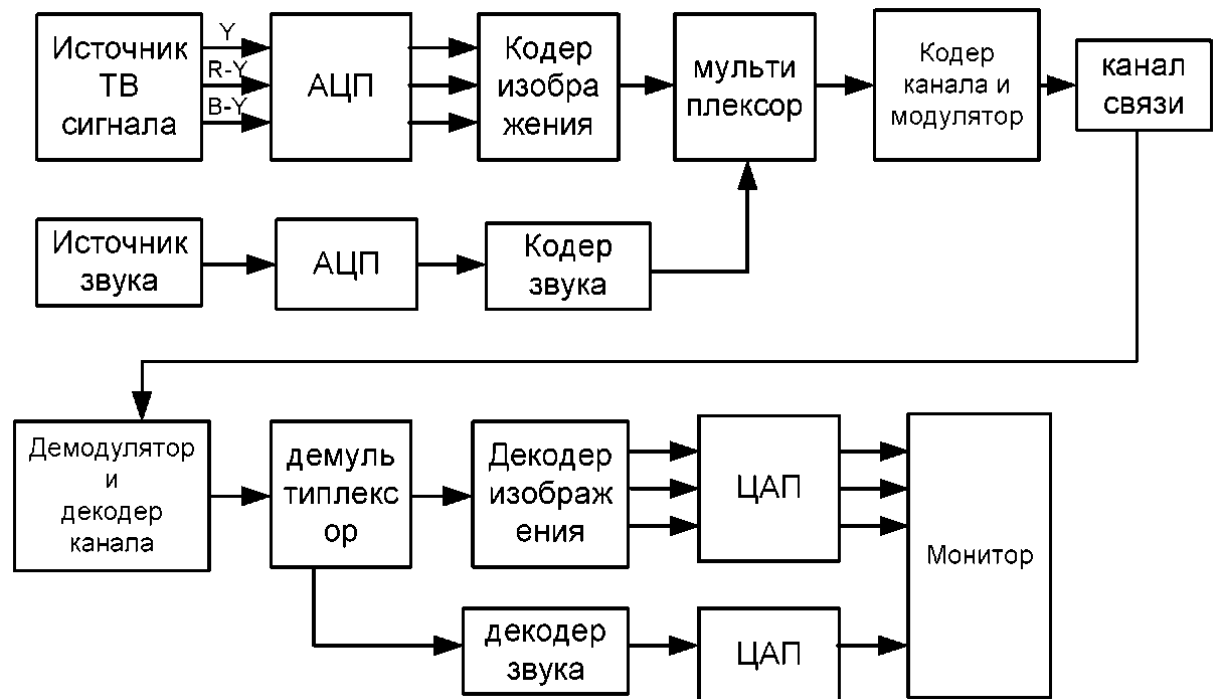 Источник
ТВ
сигнала
Y
R-Y
B-Y
АЦП
Кодер
изобра
жения
мульти
плексор
Кодер
канала и
модулятор
канал
связи
Источник
звука
АЦП
Кодер
звука
Демодулятор
и
декодер
канала
демуль
типлекс
ор
Декодер
изображ
ения
ЦАП
Монитор
декодер
звука
ЦАП